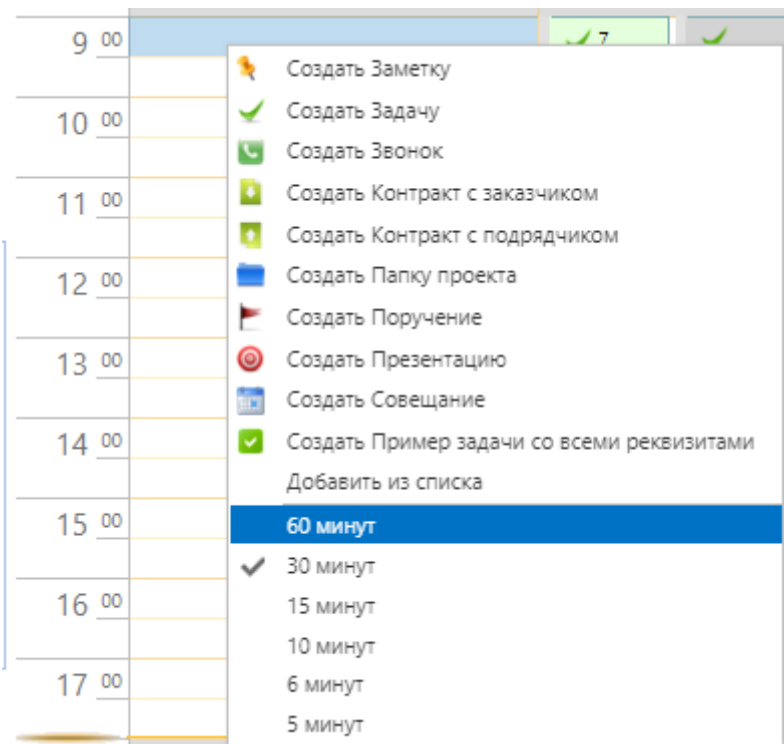 9 00
7
Создать Заметку
Создать Задачу
10 00
Создать Звонок
Создать Контракт с заказчиком
11 00
Создать Контракт с подрядчиком
12 00
Создать Папку проекта
Создать Поручение
13 00
Создать Презентацию
Создать Совещание
14 00
Создать Пример задачи со всеми реквизитами
Добавить из списка
15 00
60 минут
30 минут
16 00
15 минут
10 минут
17 00
6 минут
5 минут